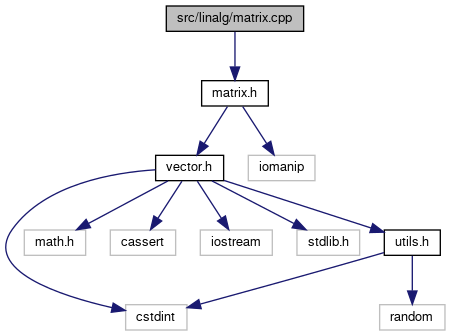 src/linalg/matrix.cpp
matrix.h
vector.h
iomanip
math.h
cassert
iostream
stdlib.h
utils.h
cstdint
random